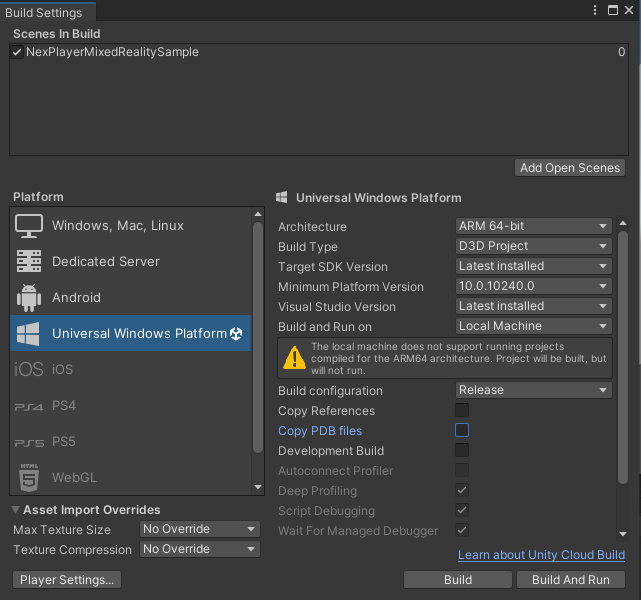 Build Settings
Scenes In Build
NexPlayerMixedRealitySample 0
Add Open Scenes
Platform
Windows, Mac, Linux
Dedicated Server
Android
Universal Windows Platform
iOS iOS
PS4 PS4
PS5 PS5
HTML 5 WebGL
Asset Import Overrides
Max Texture Size No Override
Texture Compression No Override
Player Settings...
Universal Windows Platform
Architecture ARM 64-bit
Build Type D3D Project
Target SDK Version Latest installed
Minimum Platform Version 10.0.10240.0
Visual Studio Version Latest installed
Build and Run on Local Machine
The local machine does not support running projects
compiled for the ARM64 architecture. Project will be built, but
will not run.
Build configuration Release
Copy References
Copy PDB files
Development Build
Autoconnect Profiler
Deep Profiling
Script Debugging
Wait For Managed Debugger
Learn about Unity Cloud Build
Build Build And Run